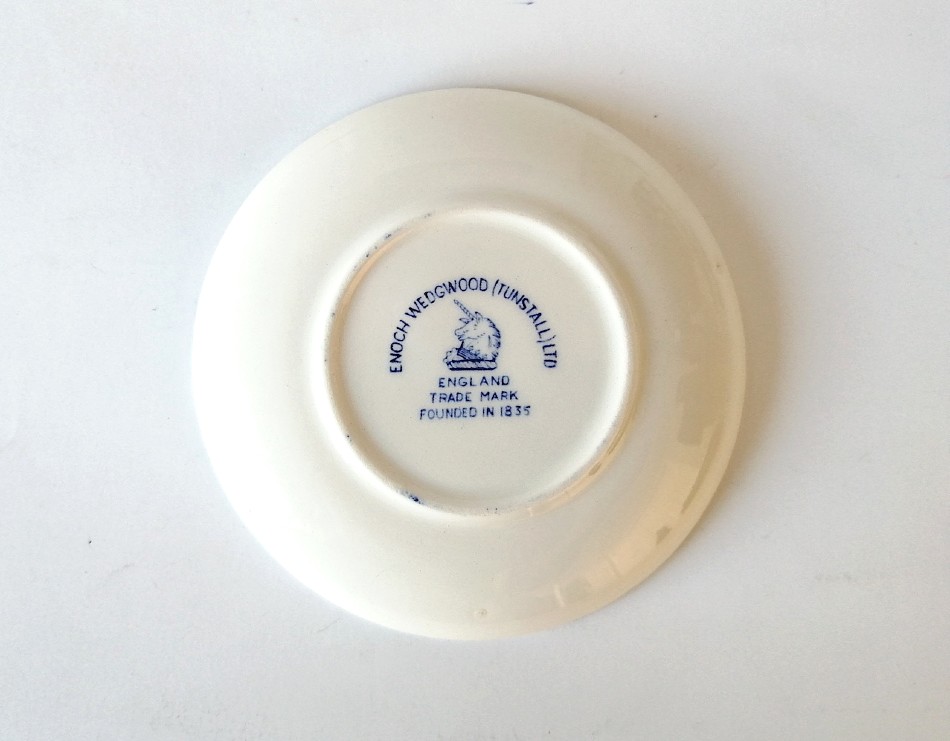 ENOCH WEDGWOOD (TUNSTALL) LTD
ENGLAND
TRADE MARK
FOUNDED IN 1835